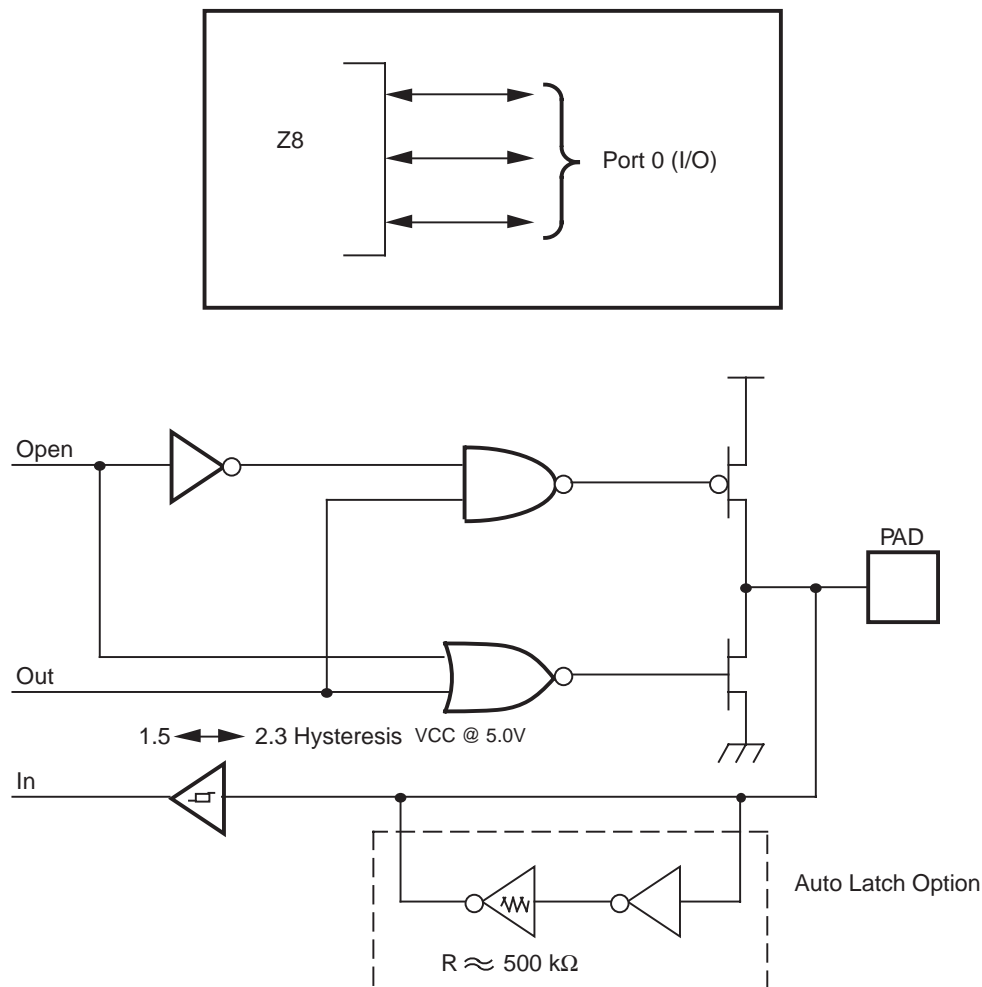 Z8
Port 0 (I/O)
Open
PAD
Out
1.5 2.3 Hysteresis VCC @ 5.0V
In
Auto Latch Option
R ≈ 500 kΩ